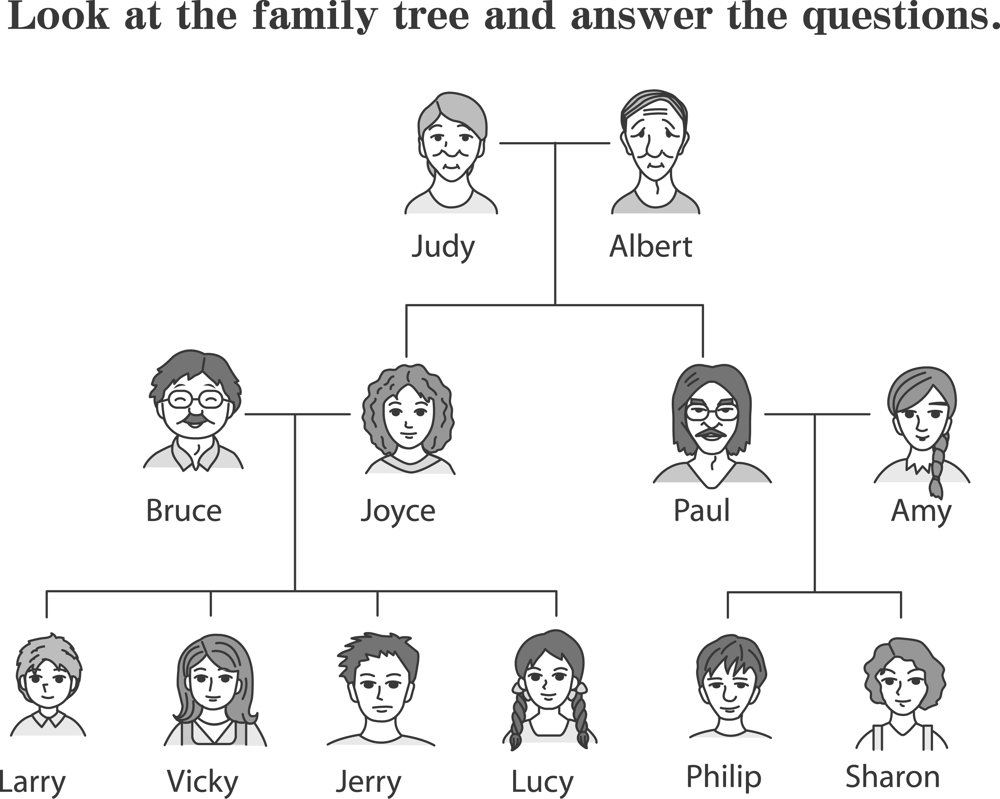 Look at the family tree and answer the questions.
Judy Albert
Bruce Joyce Paul Amy
Larry Vicky Jerry Lucy Philip Sharon